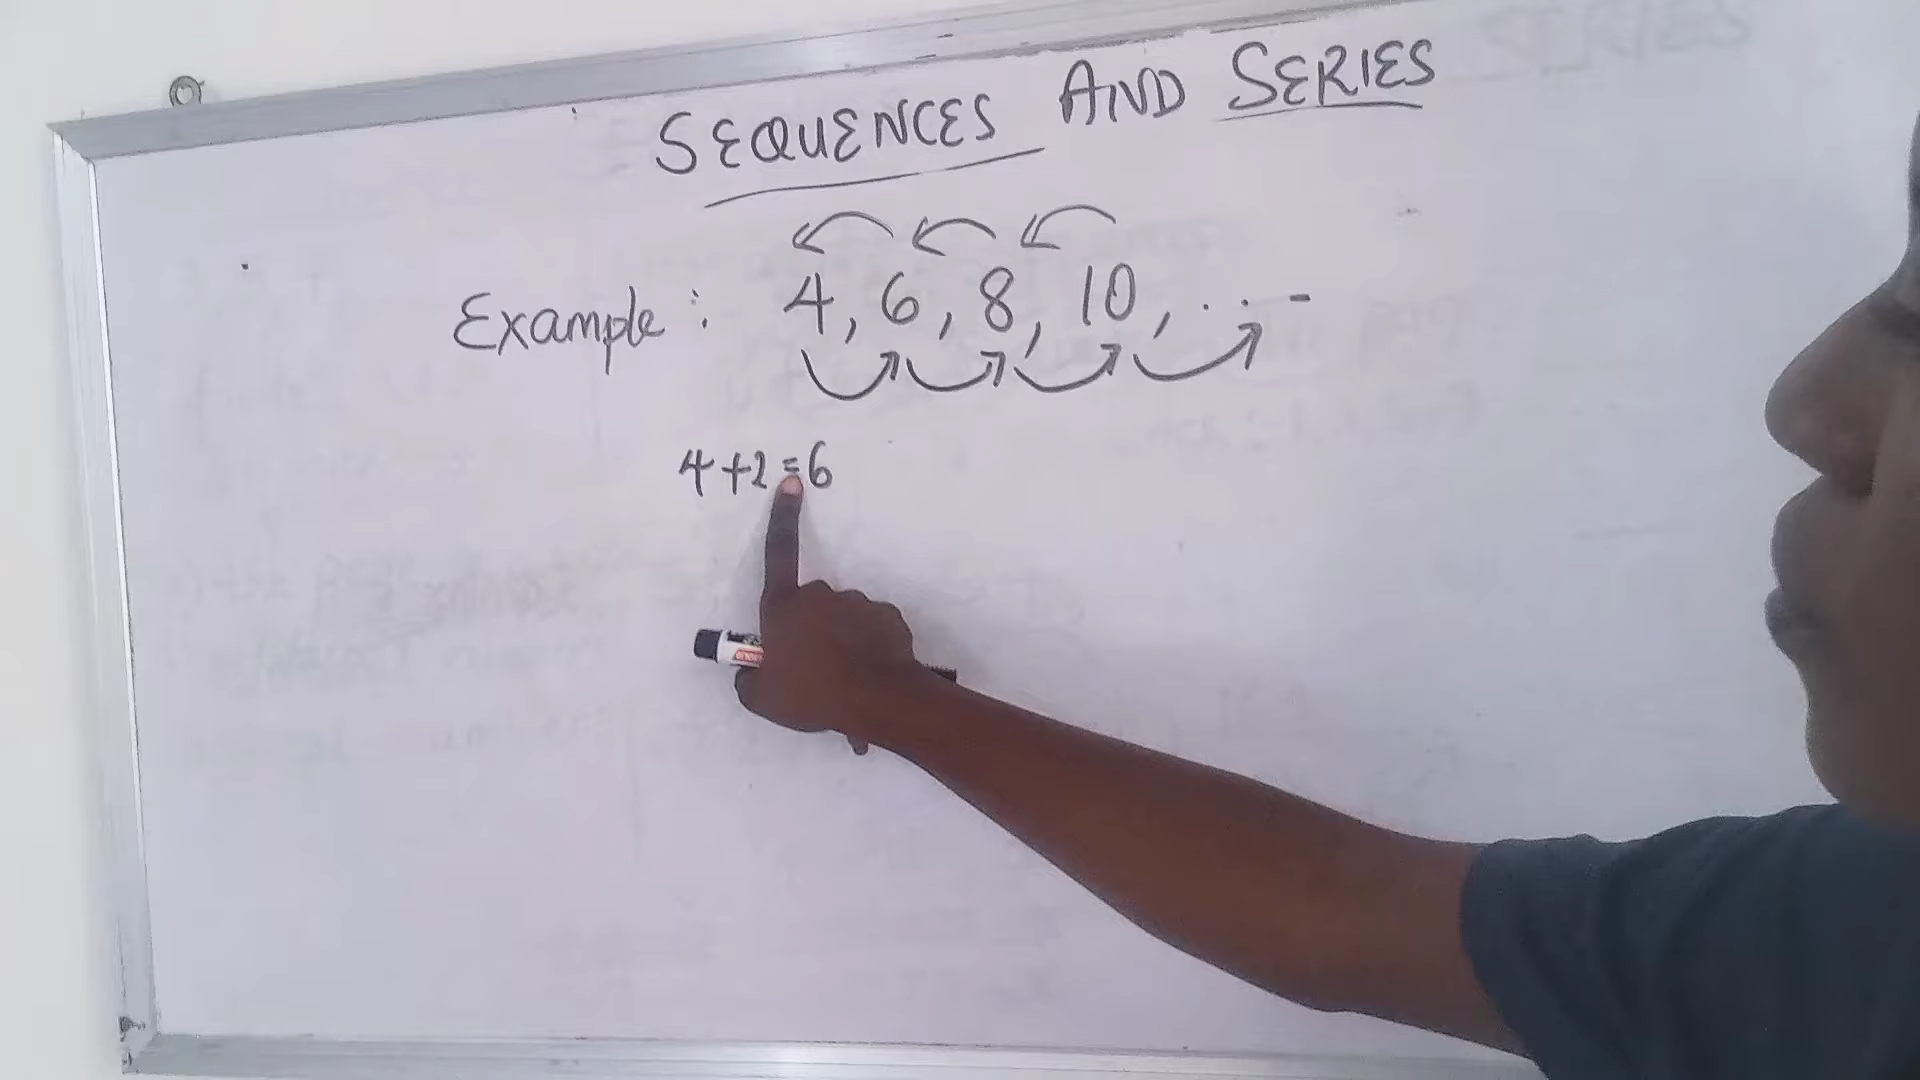 SEQUENCES AND SERIES
Example: 4, 6, 8, 10, ...
4+2=6